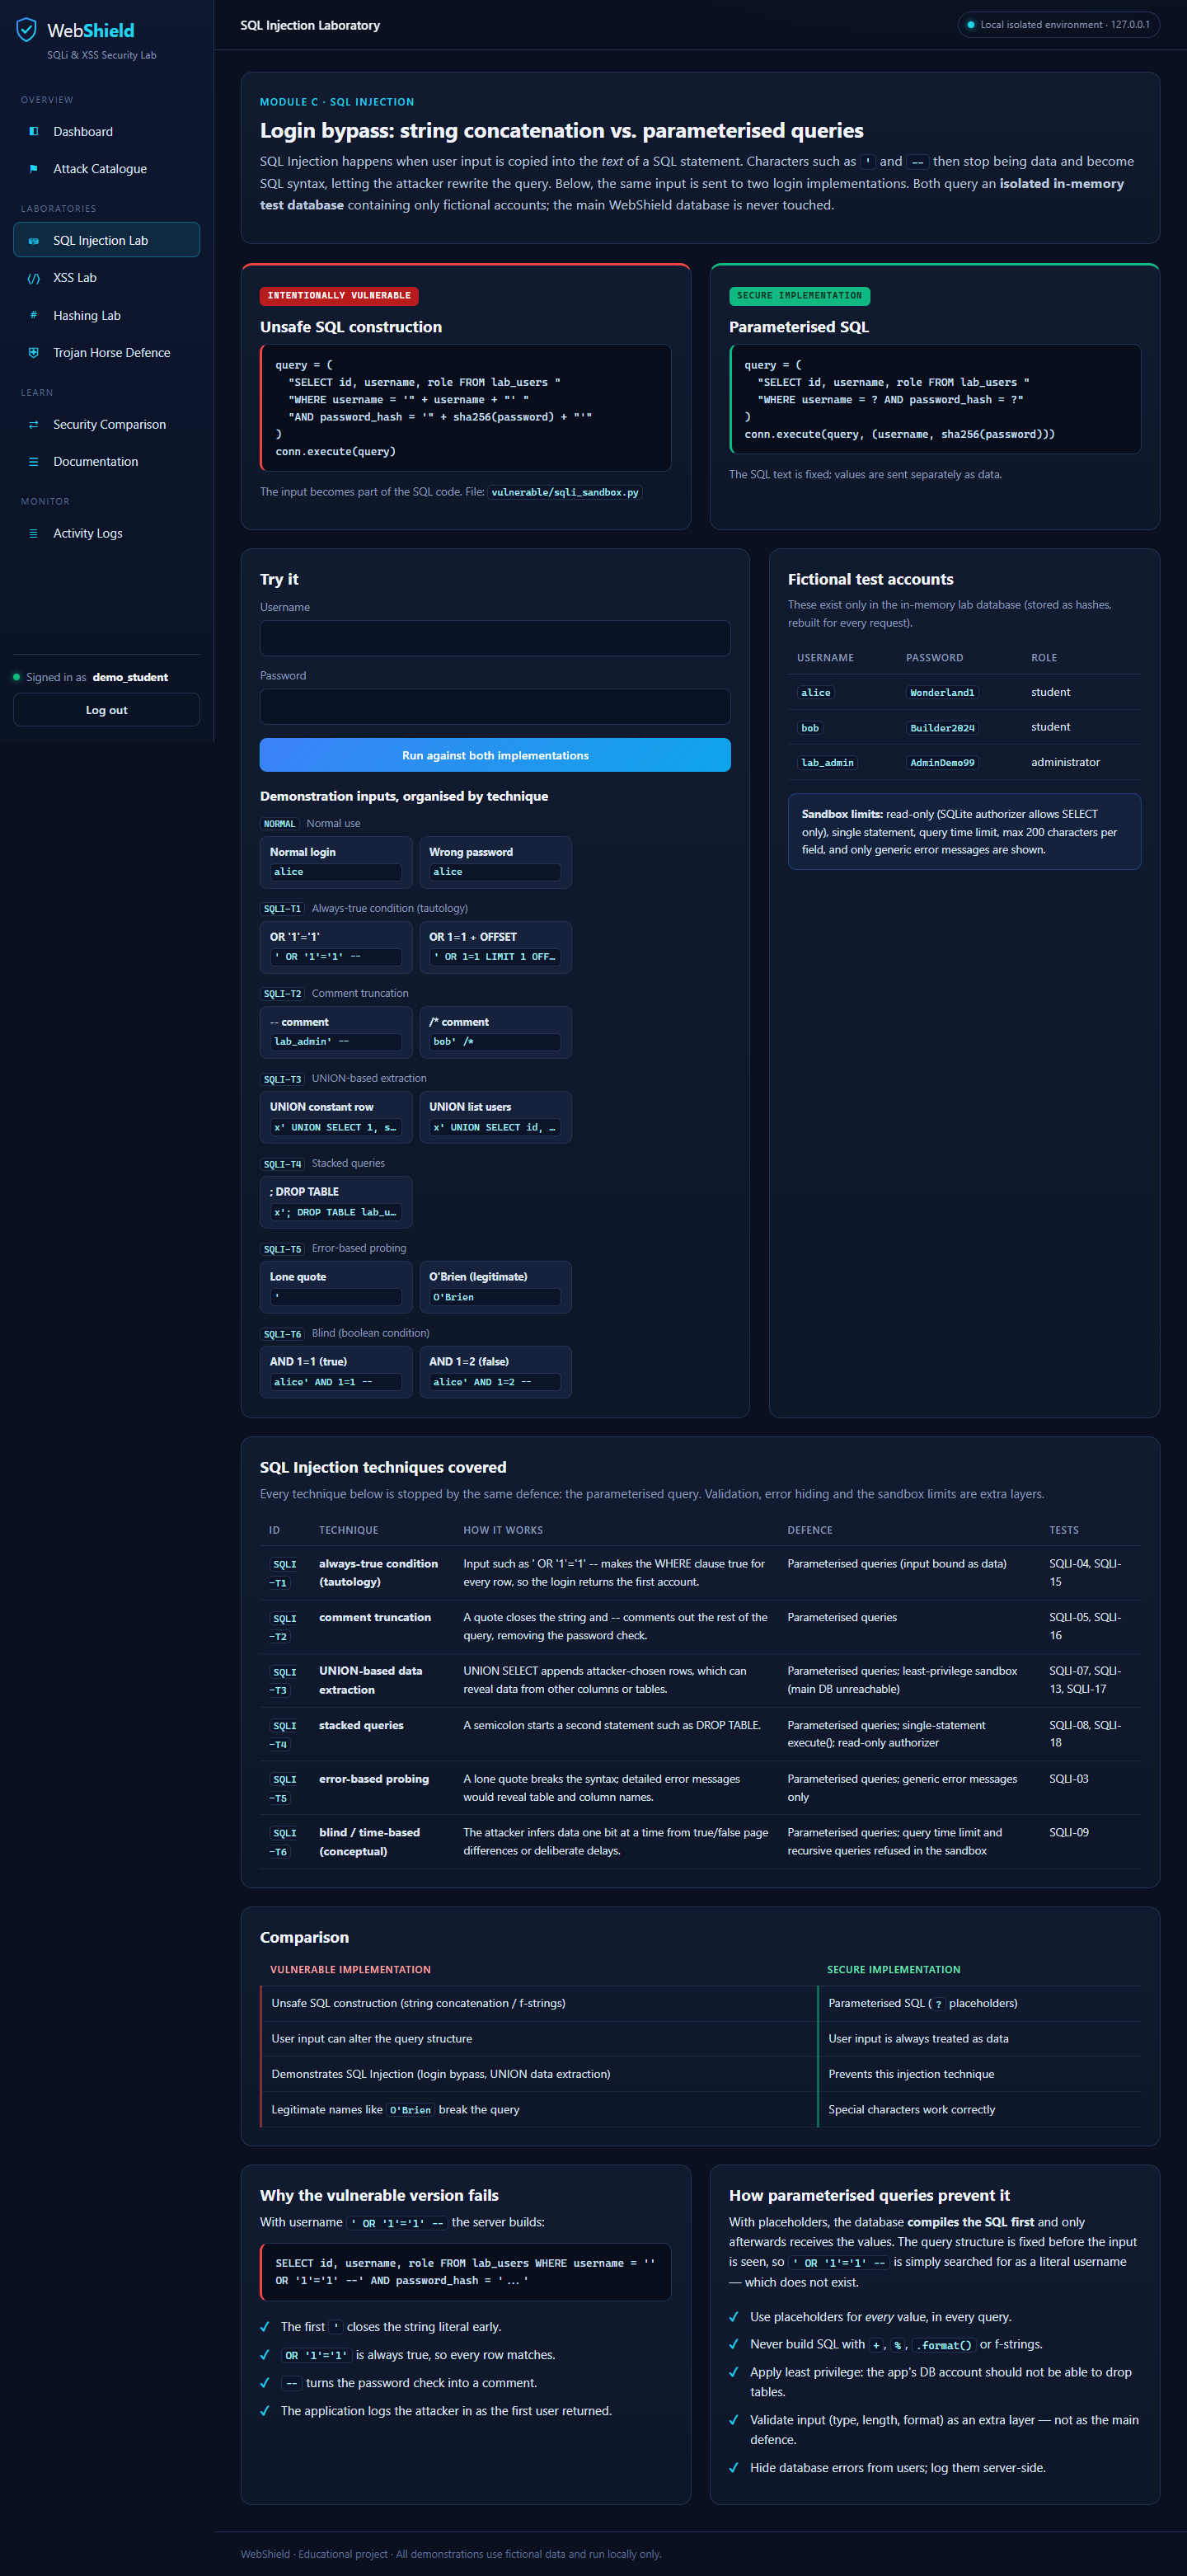 WebShield
SQLi & XSS Security Lab
OVERVIEW
Dashboard
Attack Catalogue
LABORATORIES
SQL Injection Lab
XSS Lab
Hashing Lab
Trojan Horse Defence
LEARN
Security Comparison
Documentation
MONITOR
Activity Logs
Signed in as demo_student
Log out
SQL Injection Laboratory
Local isolated environment · 127.0.0.1
MODULE C · SQL INJECTION
Login bypass: string concatenation vs. parameterised queries
SQL Injection happens when user input is copied into the text of a SQL statement. Characters such as ' and -- then stop being data and become
SQL syntax, letting the attacker rewrite the query. Below, the same input is sent to two login implementations. Both query an isolated in-memory
test database containing only fictional accounts; the main WebShield database is never touched.
INTENTIONALLY VULNERABLE
Unsafe SQL construction
query = (
"SELECT id, username, role FROM lab_users "
"WHERE username = '" + username + "' "
"AND password_hash = '" + sha256(password) + "'"
)
conn.execute(query)
The input becomes part of the SQL code. File: vulnerable/sqli_sandbox.py
SECURE IMPLEMENTATION
Parameterised SQL
query = (
"SELECT id, username, role FROM lab_users "
"WHERE username = ? AND password_hash = ?"
)
conn.execute(query, (username, sha256(password)))
The SQL text is fixed; values are sent separately as data.
Try it
Username
Password
Run against both implementations
Demonstration inputs, organised by technique
NORMAL Normal use
Normal login
alice
Wrong password
alice
SQLI-T1 Always-true condition (tautology)
OR '1'='1'
' OR '1'='1' --
OR 1=1 + OFFSET
' OR 1=1 LIMIT 1 OFF…
SQLI-T2 Comment truncation
-- comment
lab_admin' --
/* comment
bob' /*
SQLI-T3 UNION-based extraction
UNION constant row
x' UNION SELECT 1, s…
UNION list users
x' UNION SELECT id, …
SQLI-T4 Stacked queries
; DROP TABLE
x'; DROP TABLE lab_u…
SQLI-T5 Error-based probing
Lone quote
'
O'Brien (legitimate)
O'Brien
SQLI-T6 Blind (boolean condition)
AND 1=1 (true)
alice' AND 1=1 --
AND 1=2 (false)
alice' AND 1=2 --
Fictional test accounts
These exist only in the in-memory lab database (stored as hashes,
rebuilt for every request).
USERNAME PASSWORD ROLE
alice Wonderland1 student
bob Builder2024 student
lab_admin AdminDemo99 administrator
Sandbox limits: read-only (SQLite authorizer allows SELECT
only), single statement, query time limit, max 200 characters per
field, and only generic error messages are shown.
SQL Injection techniques covered
Every technique below is stopped by the same defence: the parameterised query. Validation, error hiding and the sandbox limits are extra layers.
ID TECHNIQUE HOW IT WORKS DEFENCE TESTS
SQLI always-true condition Input such as ' OR '1'='1' -- makes the WHERE clause true for Parameterised queries (input bound as data) SQLI-04, SQLI-
-T1 (tautology) every row, so the login returns the first account. 15
SQLI comment truncation A quote closes the string and -- comments out the rest of the Parameterised queries SQLI-05, SQLI-
-T2 query, removing the password check. 16
SQLI UNION-based data UNION SELECT appends attacker-chosen rows, which can Parameterised queries; least-privilege sandbox SQLI-07, SQLI-
-T3 extraction reveal data from other columns or tables. (main DB unreachable) 13, SQLI-17
SQLI stacked queries A semicolon starts a second statement such as DROP TABLE. Parameterised queries; single-statement SQLI-08, SQLI-
-T4 execute(); read-only authorizer 18
SQLI error-based probing A lone quote breaks the syntax; detailed error messages Parameterised queries; generic error messages SQLI-03
-T5 would reveal table and column names. only
SQLI blind / time-based The attacker infers data one bit at a time from true/false page Parameterised queries; query time limit and SQLI-09
-T6 (conceptual) differences or deliberate delays. recursive queries refused in the sandbox
Comparison
VULNERABLE IMPLEMENTATION SECURE IMPLEMENTATION
Unsafe SQL construction (string concatenation / f-strings) Parameterised SQL ( ? placeholders)
User input can alter the query structure User input is always treated as data
Demonstrates SQL Injection (login bypass, UNION data extraction) Prevents this injection technique
Legitimate names like O'Brien break the query Special characters work correctly
Why the vulnerable version fails
With username ' OR '1'='1' -- the server builds:
SELECT id, username, role FROM lab_users WHERE username = ''
OR '1'='1' --' AND password_hash = '...'
✓ The first ' closes the string literal early.
✓ OR '1'='1' is always true, so every row matches.
✓ -- turns the password check into a comment.
✓ The application logs the attacker in as the first user returned.
How parameterised queries prevent it
With placeholders, the database compiles the SQL first and only
afterwards receives the values. The query structure is fixed before the input
is seen, so ' OR '1'='1' -- is simply searched for as a literal username
— which does not exist.
✓ Use placeholders for every value, in every query.
✓ Never build SQL with +, %, .format() or f-strings.
✓ Apply least privilege: the app's DB account should not be able to drop
tables.
✓ Validate input (type, length, format) as an extra layer — not as the main
defence.
✓ Hide database errors from users; log them server-side.
WebShield · Educational project · All demonstrations use fictional data and run locally only.